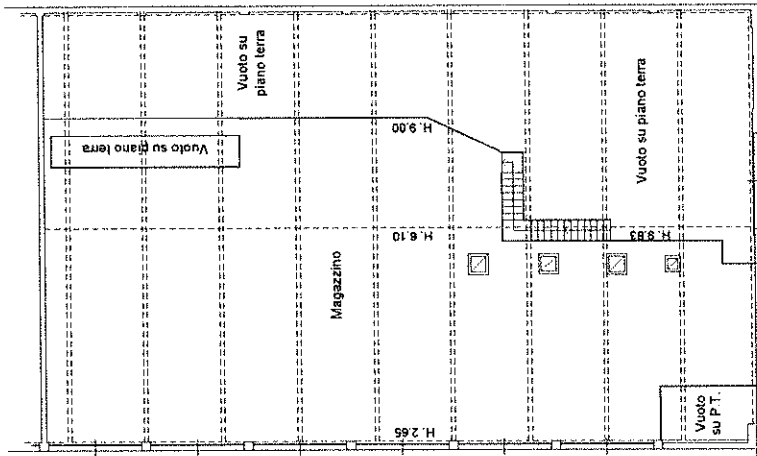 Vuoto su
piano terra
Vuoto su piano terra
H. 9.00
Vuoto su piano terra
H. 6.10
H. 9.83
Magazzino
H. 2.65
Vuoto
su P.T.